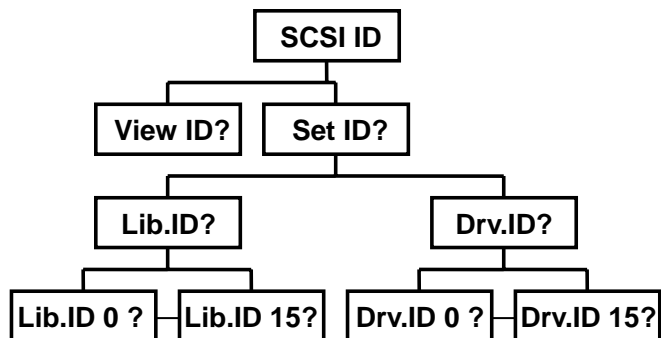 SCSI ID
View ID?
Set ID?
Lib.ID?
Drv.ID?
Lib.ID 0 ?
Lib.ID 15?
Drv.ID 0 ?
Drv.ID 15?